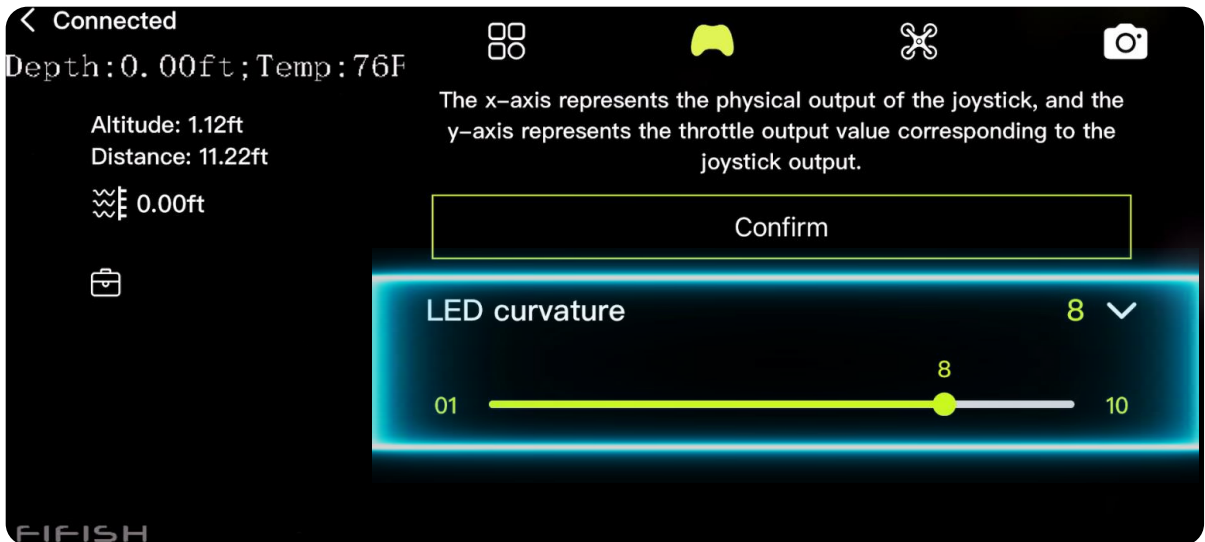 Connected
Depth:0.00ft;Temp:76F
Altitude: 1.12ft
Distance: 11.22ft
0.00ft
The x-axis represents the physical output of the joystick, and the
y-axis represents the throttle output value corresponding to the
joystick output.
Confirm
LED curvature 8
8
01 10
FIFISH